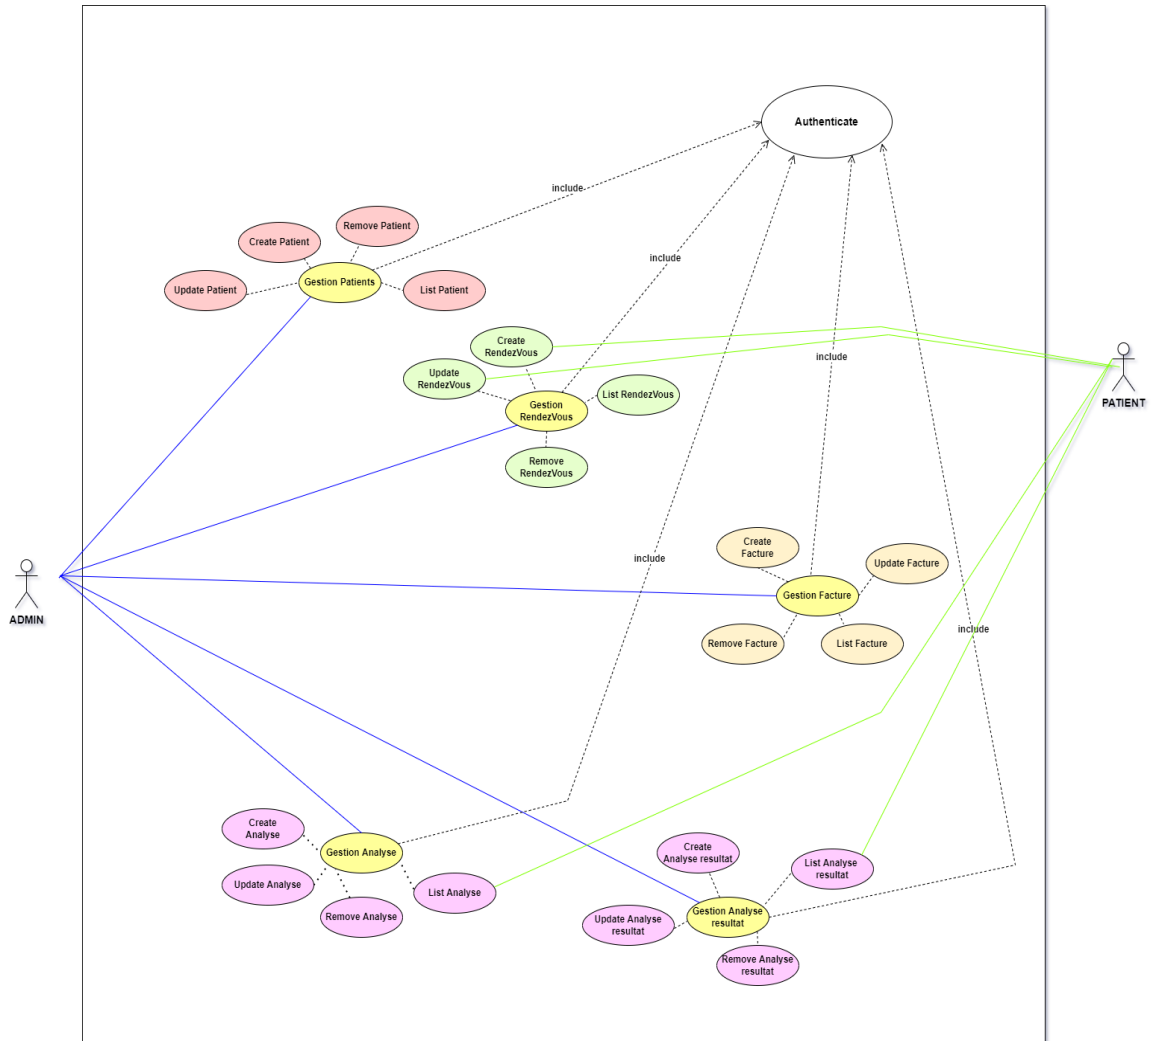 Authenticate
include
Remove Patient
Create Patient
include
Gestion Patients
Update Patient
List Patient
Create
RendezVous
include
Update
RendezVous
List RendezVous
Gestion
RendezVous
PATIENT
Remove
RendezVous
Create
Facture
include
Update Facture
Gestion Facture
ADMIN
include
Remove Facture
List Facture
Create
Analyse
Gestion Analyse
Create
Analyse resultat
List Analyse
resultat
Update Analyse
List Analyse
Remove Analyse
Gestion Analyse
resultat
Update Analyse
resultat
Remove Analyse
resultat